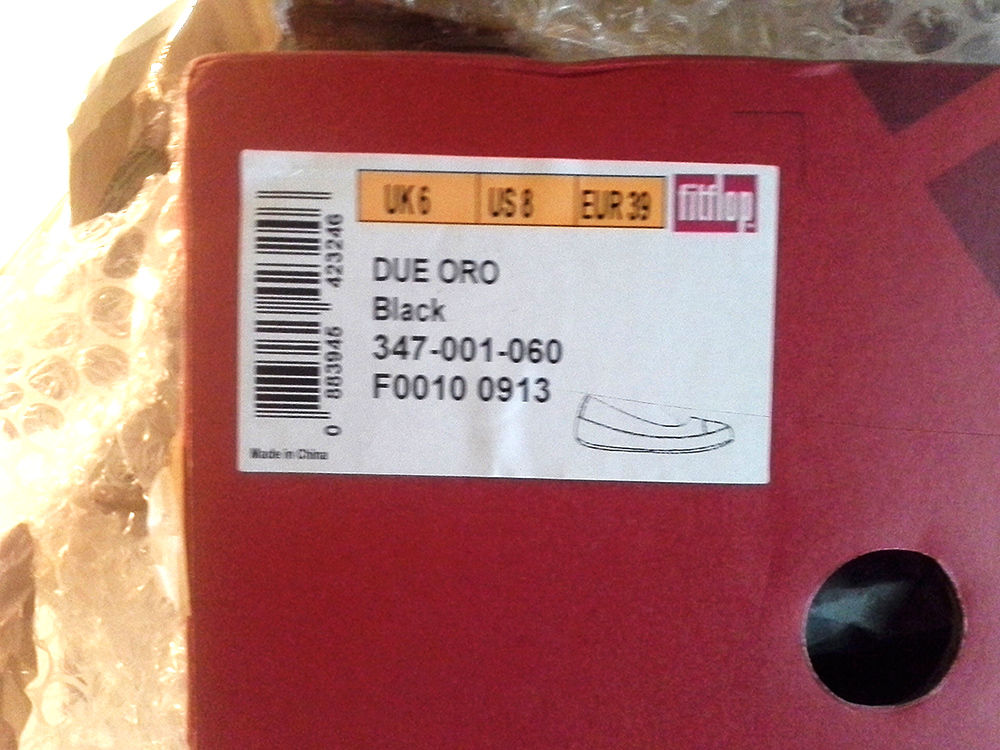 UK 6 US 8 EUR 39 fitflop
DUE ORO
Black
347-001-060
F0010 0913
0 883945 423246
Made in China